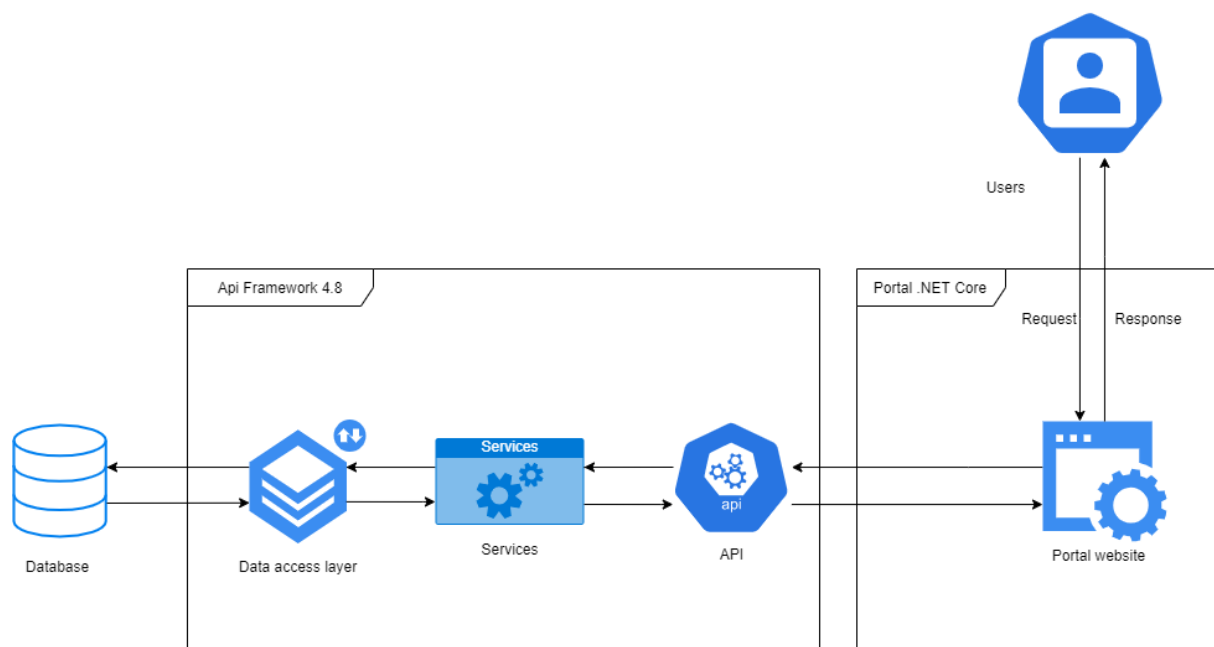 Users
Api Framework 4.8
Portal .NET Core
Request
Response
Services
api
Database
Data access layer
Services
API
Portal website